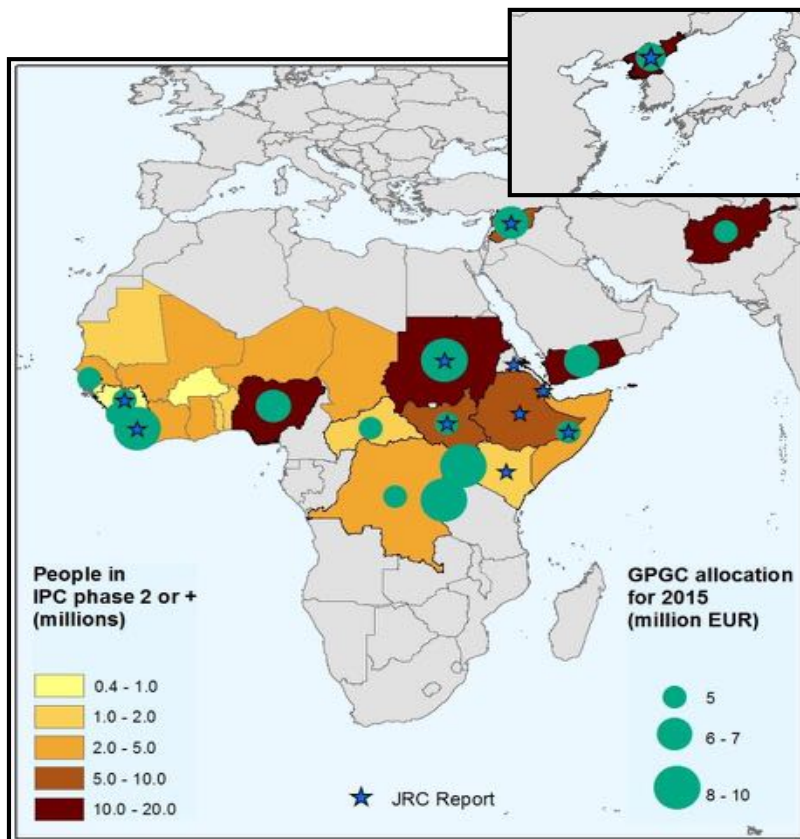 People in
IPC phase 2 or +
(millions)
0.4 - 1.0
1.0 - 2.0
2.0 - 5.0
5.0 - 10.0
10.0 - 20.0
JRC Report
GPGC allocation
for 2015
(million EUR)
5
6 - 7
8 - 10